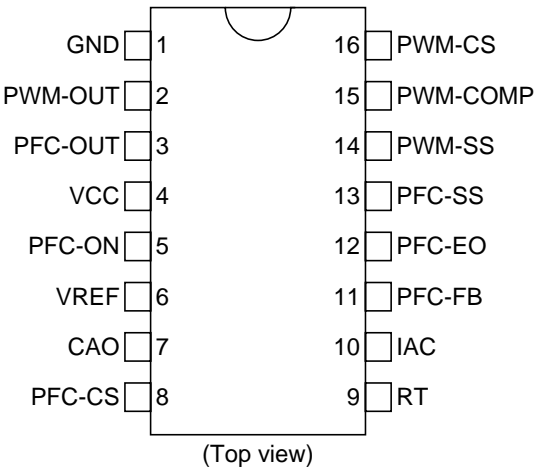 GND 1 16 PWM-CS
PWM-OUT 2 15 PWM-COMP
PFC-OUT 3 14 PWM-SS
VCC 4 13 PFC-SS
PFC-ON 5 12 PFC-EO
VREF 6 11 PFC-FB
CAO 7 10 IAC
PFC-CS 8 9 RT
(Top view)